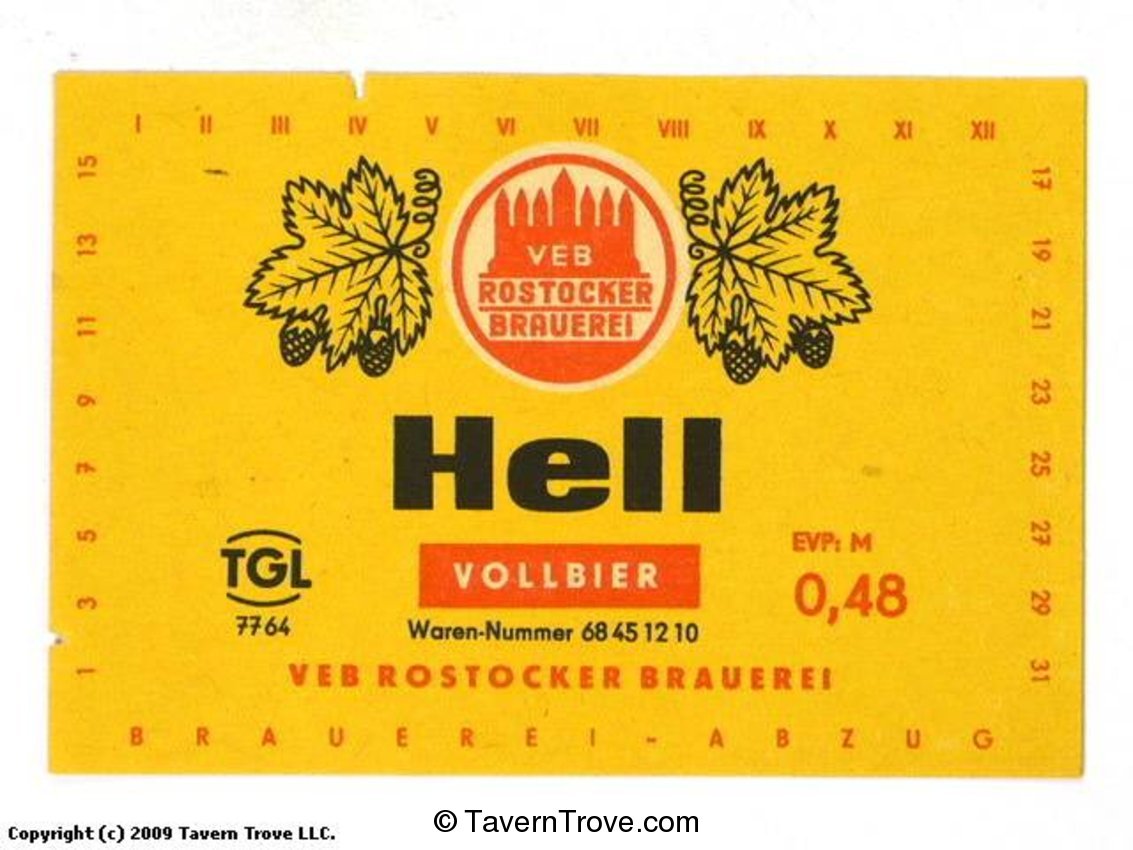 I II III IV V VI VII VIII IX X XI XII
15
13
11
9
7
5
3
1
17
19
21
23
25
27
29
31
VEB
ROSTOCKER
BRAUEREI
Hell
TGL
7764
VOLLBIER
Waren-Nummer 68 45 12 10
EVP: M
0,48
VEB ROSTOCKER BRAUEREI
BRAUEREI-ABZUG
© TavernTrove.com
Copyright (c) 2009 Tavern Trove LLC.